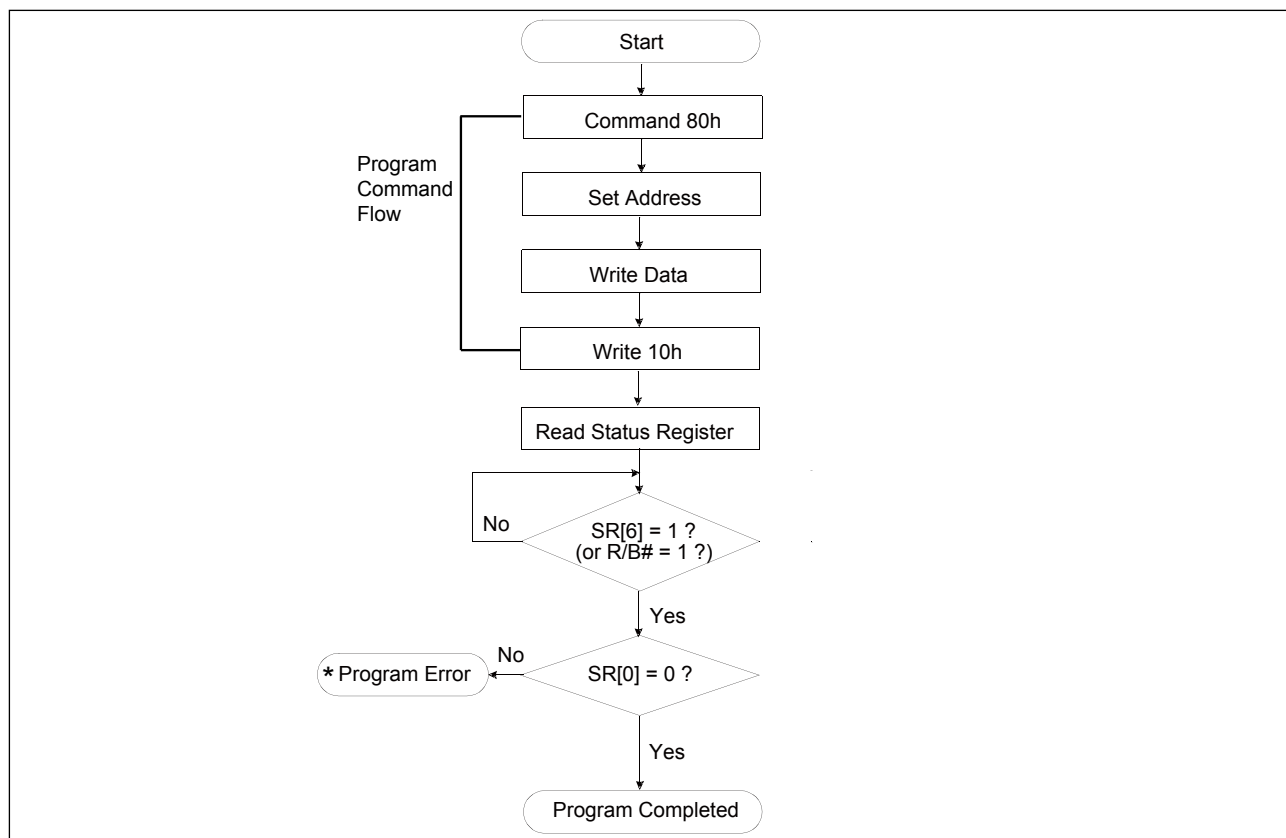 Start
Command 80h
Program
Command
Flow
Set Address
Write Data
Write 10h
Read Status Register
No
SR[6] = 1 ?
(or R/B# = 1 ?)
Yes
No
* Program Error
SR[0] = 0 ?
Yes
Program Completed